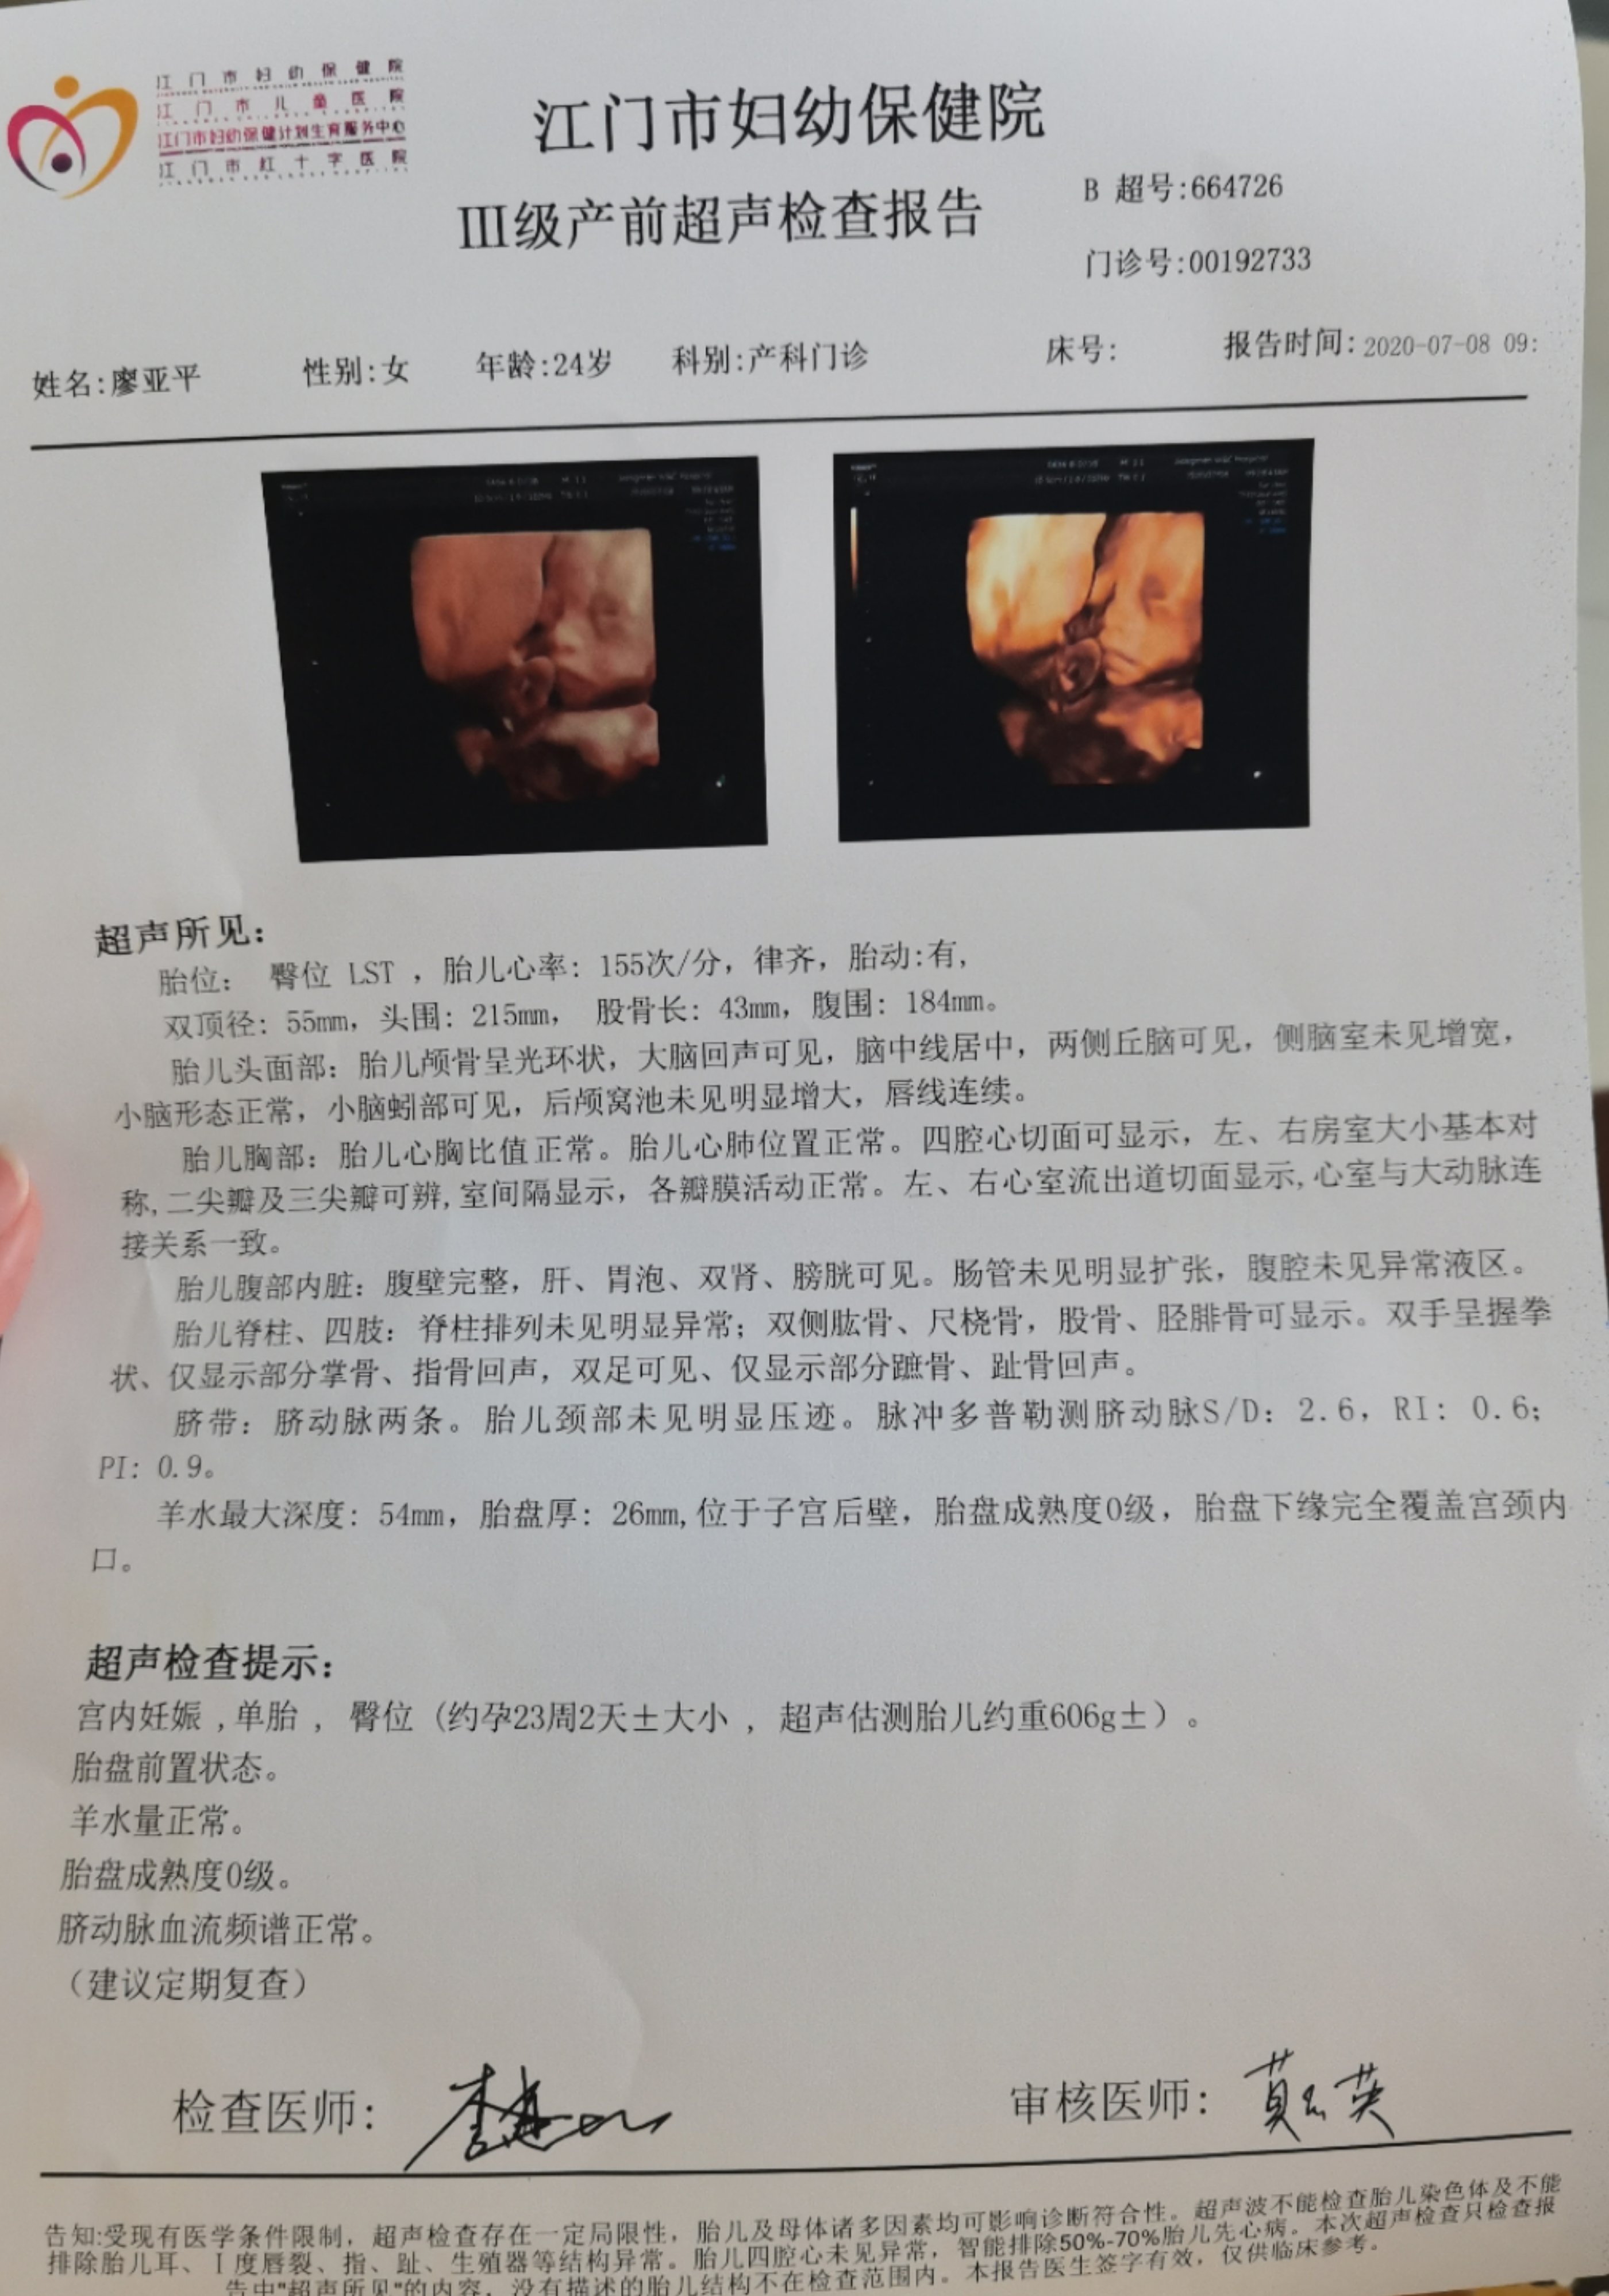 江门市妇幼保健院
江门市儿童医院
江门市妇幼保健计划生育服务中心
江门市红十字医院
江门市妇幼保健院
III级产前超声检查报告
B 超号:664726
门诊号:00192733
姓名:廖亚平 性别:女 年龄:24岁 科别:产科门诊 床号: 报告时间:2020-07-08 09:
超声所见:
胎位: 臀位 LST , 胎儿心率: 155次/分, 律齐, 胎动:有,
双顶径: 55mm, 头围: 215mm, 股骨长: 43mm, 腹围: 184mm。
胎儿头面部: 胎儿颅骨呈光环状, 大脑回声可见, 脑中线居中, 两侧丘脑可见, 侧脑室未见增宽,
小脑形态正常, 小脑蚓部可见, 后颅窝池未见明显增大, 唇线连续。
胎儿胸部: 胎儿心胸比值正常。胎儿心肺位置正常。四腔心切面可显示, 左、右房室大小基本对
称, 二尖瓣及三尖瓣可辨, 室间隔显示, 各瓣膜活动正常。左、右心室流出道切面显示, 心室与大动脉连
接关系一致。
胎儿腹部内脏: 腹壁完整, 肝、胃泡、双肾、膀胱可见。肠管未见明显扩张, 腹腔未见异常液区。
胎儿脊柱、四肢: 脊柱排列未见明显异常; 双侧肱骨、尺桡骨, 股骨、胫腓骨可显示。双手呈握拳
状、仅显示部分掌骨、指骨回声, 双足可见、仅显示部分蹠骨、趾骨回声。
脐带: 脐动脉两条。胎儿颈部未见明显压迹。脉冲多普勒测脐动脉S/D: 2.6, RI: 0.6;
PI: 0.9。
羊水最大深度: 54mm, 胎盘厚: 26mm, 位于子宫后壁, 胎盘成熟度0级, 胎盘下缘完全覆盖宫颈内
口。
超声检查提示:
宫内妊娠 ,单胎 , 臀位 (约孕23周2天±大小 , 超声估测胎儿约重606g±) 。
胎盘前置状态。
羊水量正常。
胎盘成熟度0级。
脐动脉血流频谱正常。
(建议定期复查)
检查医师:
审核医师:
告知:受现有医学条件限制, 超声检查存在一定局限性, 胎儿及母体诸多因素均可影响诊断符合性。超声波不能检查胎儿染色体及不能
排除胎儿耳、I度唇裂、指、趾、生殖器等结构异常。胎儿四腔心未见异常, 智能排除50%-70%胎儿先心病。本次超声检查只检查报
告中"超声所见"的内容, 没有描述的胎儿结构不在检查范围内。本报告医生签字有效, 仅供临床参考。